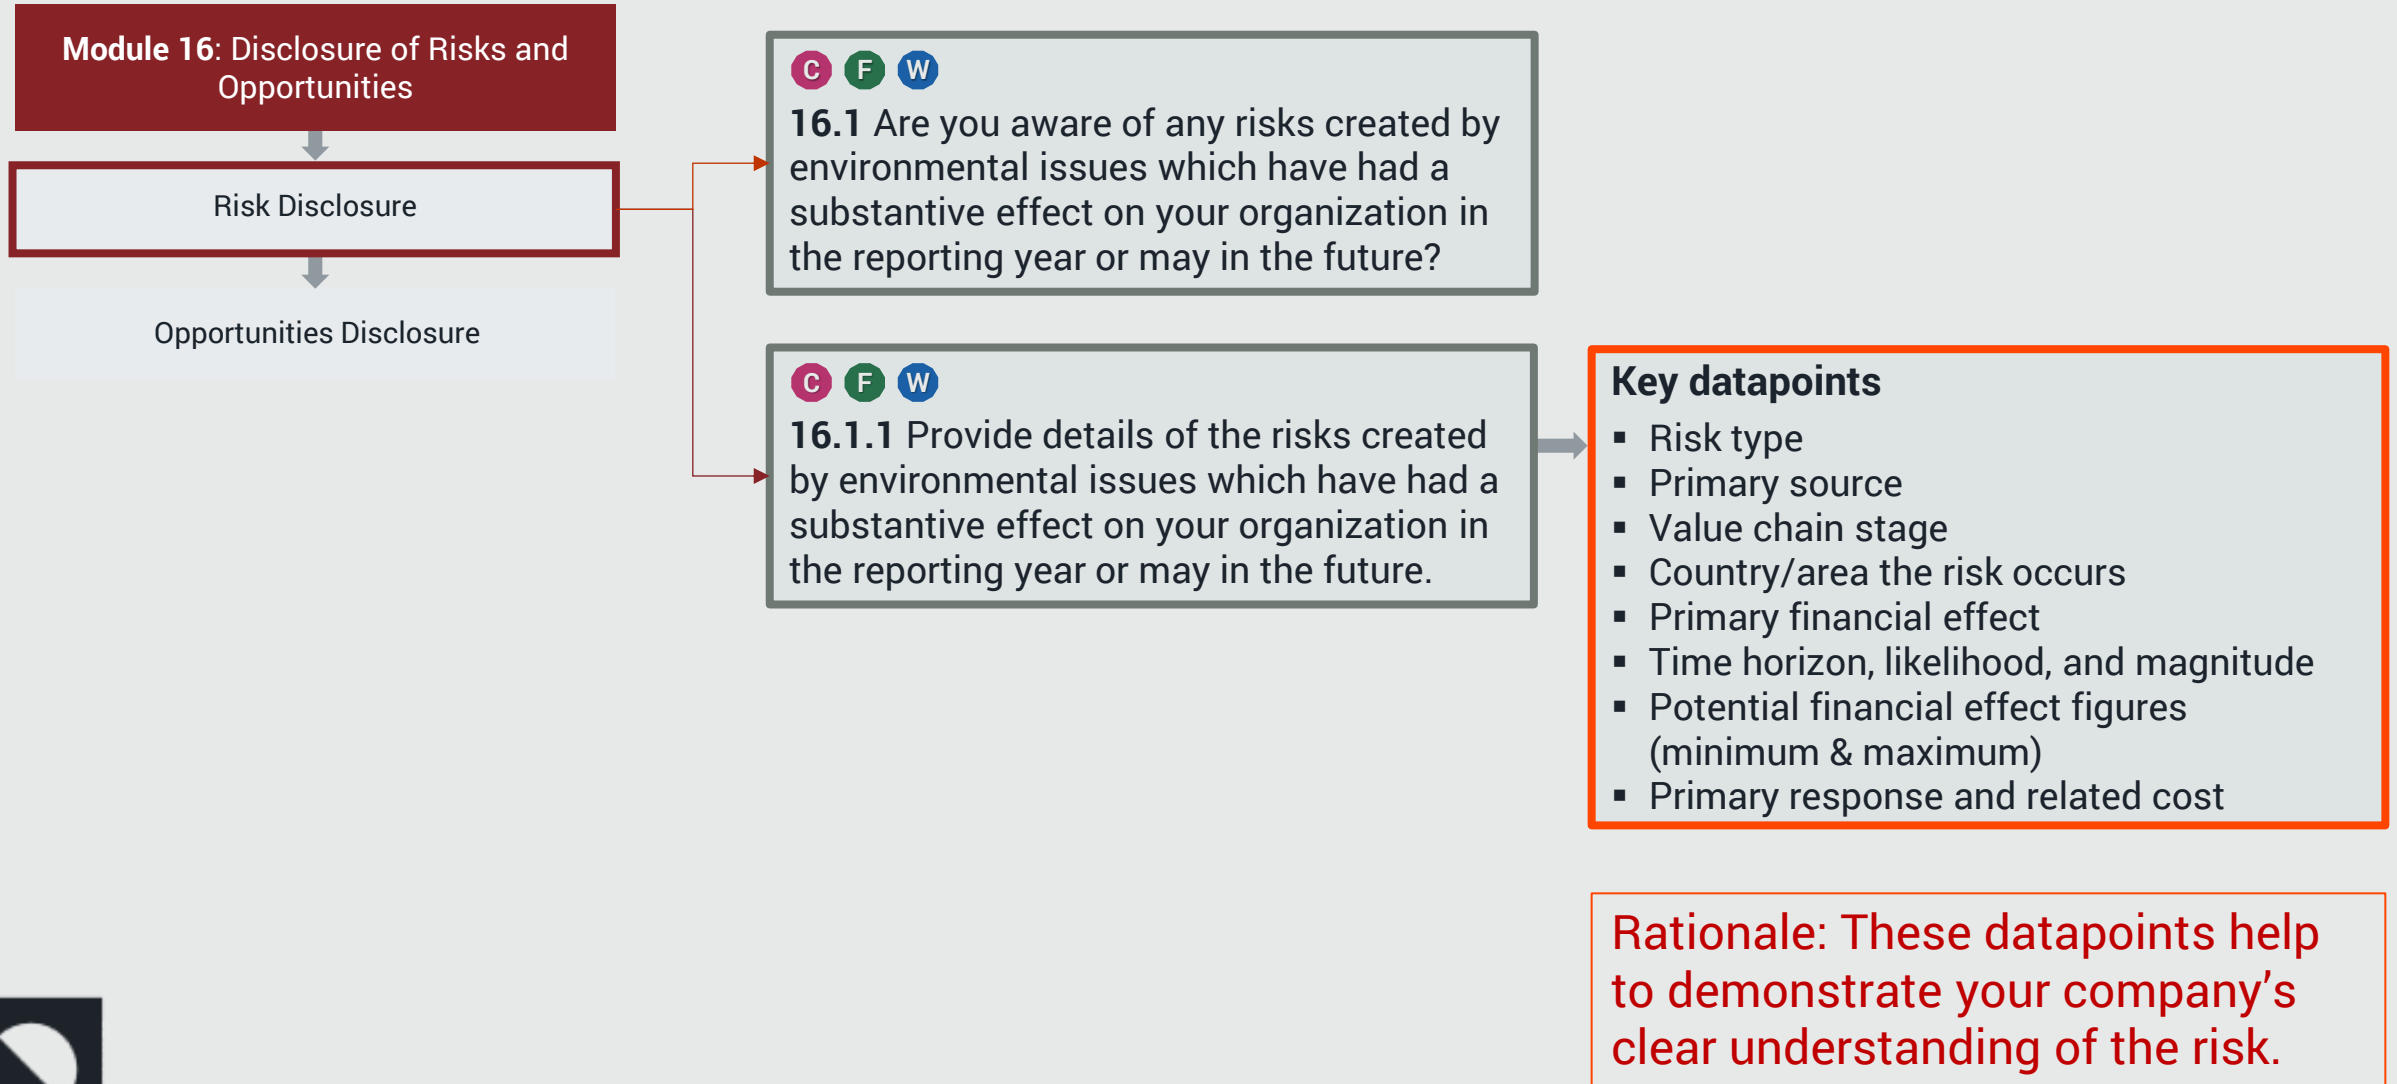 Module 16: Disclosure of Risks and
Opportunities
Risk Disclosure
Opportunities Disclosure
C F W
16.1 Are you aware of any risks created by
environmental issues which have had a
substantive effect on your organization in
the reporting year or may in the future?
C F W
16.1.1 Provide details of the risks created
by environmental issues which have had a
substantive effect on your organization in
the reporting year or may in the future.
Key datapoints
▪ Risk type
▪ Primary source
▪ Value chain stage
▪ Country/area the risk occurs
▪ Primary financial effect
▪ Time horizon, likelihood, and magnitude
▪ Potential financial effect figures
(minimum & maximum)
▪ Primary response and related cost
Rationale: These datapoints help
to demonstrate your company’s
clear understanding of the risk.